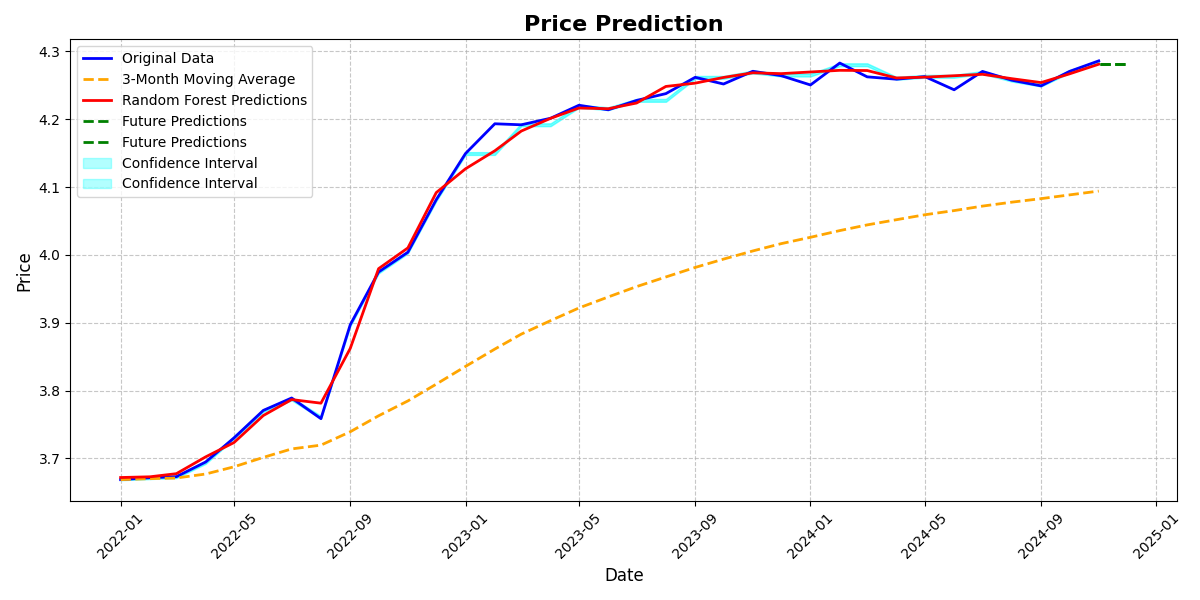 Price Prediction
Original Data
3-Month Moving Average
Random Forest Predictions
Future Predictions
Future Predictions
Confidence Interval
Confidence Interval
Price
4.3
4.2
4.1
4.0
3.9
3.8
3.7
2022-01
2022-05
2022-09
2023-01
2023-05
2023-09
2024-01
2024-05
2024-09
2025-01
Date